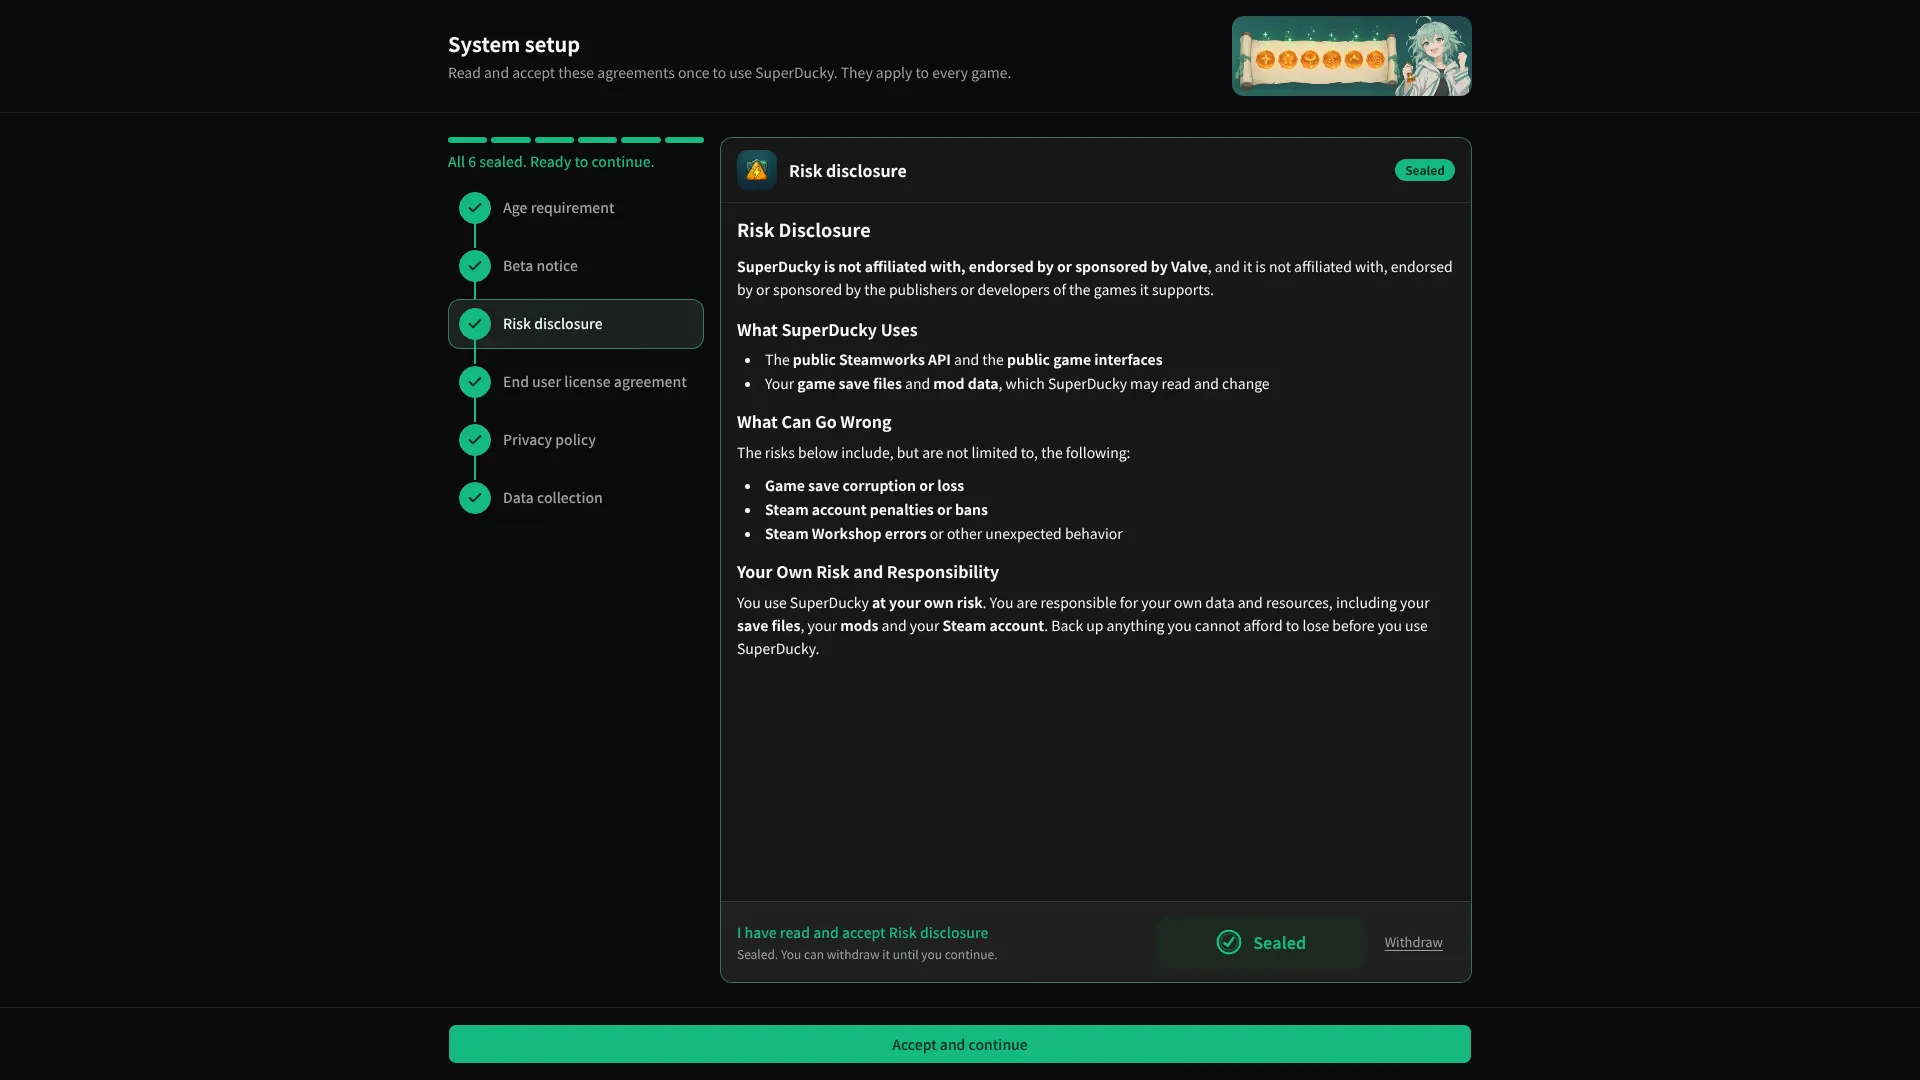 System setup
Read and accept these agreements once to use SuperDucky. They apply to every game.
All 6 sealed. Ready to continue.
Age requirement
Beta notice
Risk disclosure
End user license agreement
Privacy policy
Data collection
Risk disclosure
Sealed
Risk Disclosure
SuperDucky is not affiliated with, endorsed by or sponsored by Valve, and it is not affiliated with, endorsed
by or sponsored by the publishers or developers of the games it supports.
What SuperDucky Uses
• The public Steamworks API and the public game interfaces
• Your game save files and mod data, which SuperDucky may read and change
What Can Go Wrong
The risks below include, but are not limited to, the following:
• Game save corruption or loss
• Steam account penalties or bans
• Steam Workshop errors or other unexpected behavior
Your Own Risk and Responsibility
You use SuperDucky at your own risk. You are responsible for your own data and resources, including your
save files, your mods and your Steam account. Back up anything you cannot afford to lose before you use
SuperDucky.
I have read and accept Risk disclosure
Sealed. You can withdraw it until you continue.
Sealed
Withdraw
Accept and continue